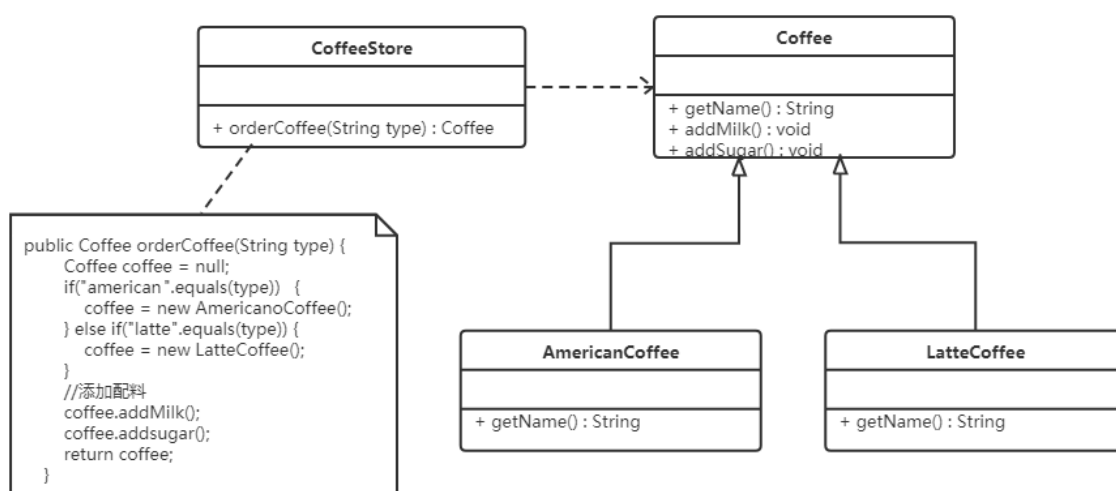 CoffeeStore
+ orderCoffee(String type) : Coffee
Coffee
+ getName() : String
+ addMilk() : void
+ addSugar() : void
public Coffee orderCoffee(String type) {
Coffee coffee = null;
if("american".equals(type)) {
coffee = new AmericanoCoffee();
} else if("latte".equals(type)) {
coffee = new LatteCoffee();
}
//添加配料
coffee.addMilk();
coffee.addsugar();
return coffee;
}
AmericanCoffee
+ getName() : String
LatteCoffee
+ getName() : String